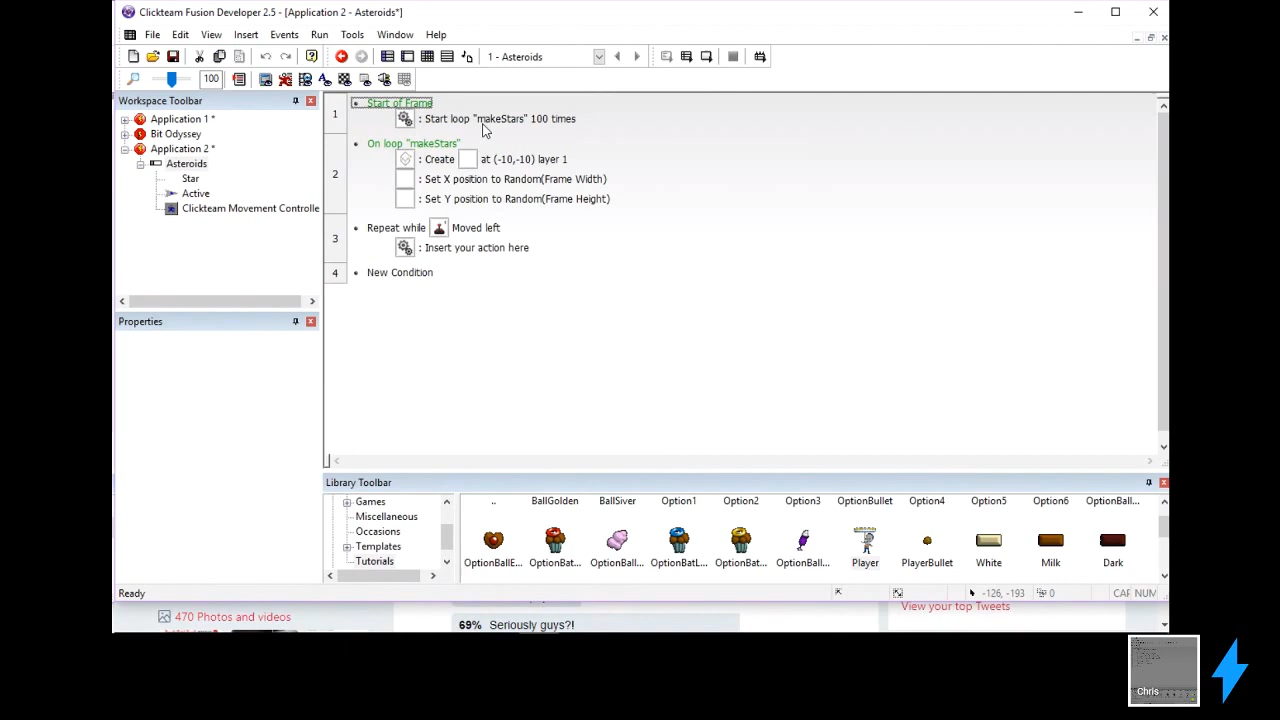 Clickteam Fusion Developer 2.5 - [Application 2 - Asteroids*]
File Edit View Insert Events Run Tools Window Help
1 - Asteroids
100
Workspace Toolbar
Application 1 *
Bit Odyssey
Application 2 *
Asteroids
Star
Active
Clickteam Movement Controlle
Properties
1
Start of Frame
: Start loop "makeStars" 100 times
2
On loop "makeStars"
: Create at (-10,-10) layer 1
: Set X position to Random(Frame Width)
: Set Y position to Random(Frame Height)
3
Repeat while Moved left
: Insert your action here
4
New Condition
Library Toolbar
Games
Miscellaneous
Occasions
Templates
Tutorials
.. BallGolden BallSiver Option1 Option2 Option3 OptionBullet Option4 Option5 Option6 OptionBall...
OptionBallE... OptionBat... OptionBall... OptionBatL... OptionBat... OptionBall... Player PlayerBullet White Milk Dark
Ready
-126, -193
0
CAP NUM
470 Photos and videos
69% Seriously guys?!
View your top Tweets
Chris